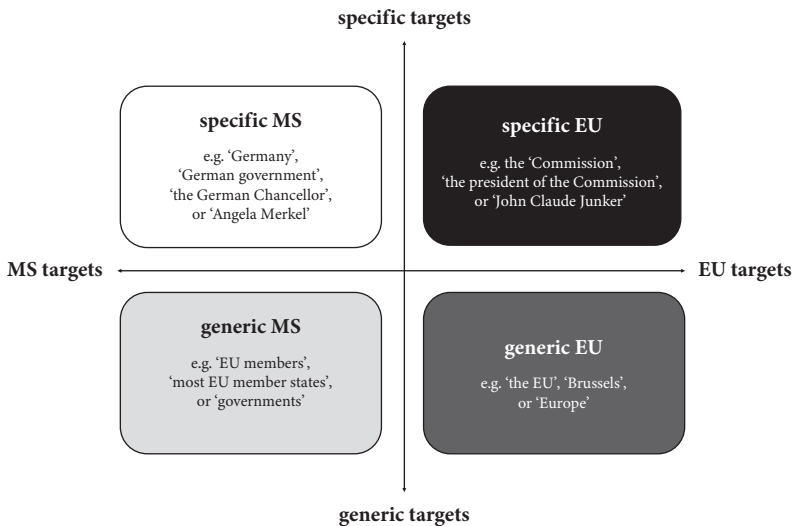 specific targets
specific MS
e.g. ‘Germany’,
‘German government’,
‘the German Chancellor’,
or ‘Angela Merkel’
specific EU
e.g. the ‘Commission’,
‘the president of the Commission’,
or ‘John Claude Junker’
MS targets
EU targets
generic MS
e.g. ‘EU members’,
‘most EU member states’,
or ‘governments’
generic EU
e.g. ‘the EU’, ‘Brussels’,
or ‘Europe’
generic targets